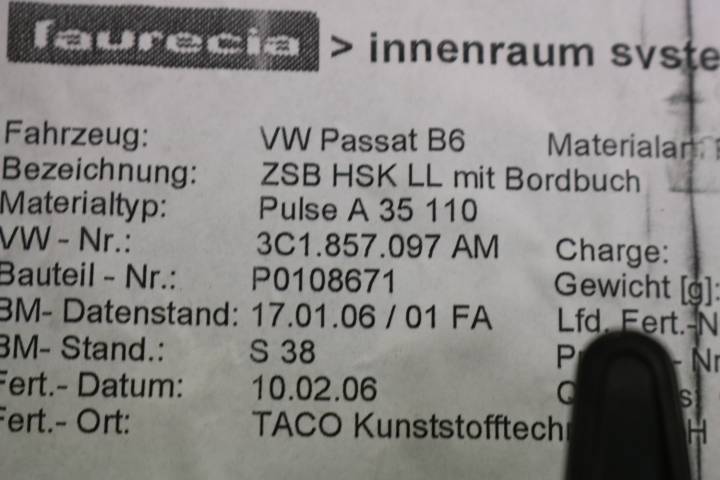 faurecia > innenraum syste
Fahrzeug: VW Passat B6 Materialart:
Bezeichnung: ZSB HSK LL mit Bordbuch
Materialtyp: Pulse A 35 110
VW - Nr.: 3C1.857.097 AM Charge:
Bauteil - Nr.: P0108671 Gewicht [g]:
BM- Datenstand: 17.01.06 / 01 FA Lfd. Fert.-N
BM- Stand.: S 38 Nr
Fert.- Datum: 10.02.06
Fert.- Ort: TACO Kunststofftech H